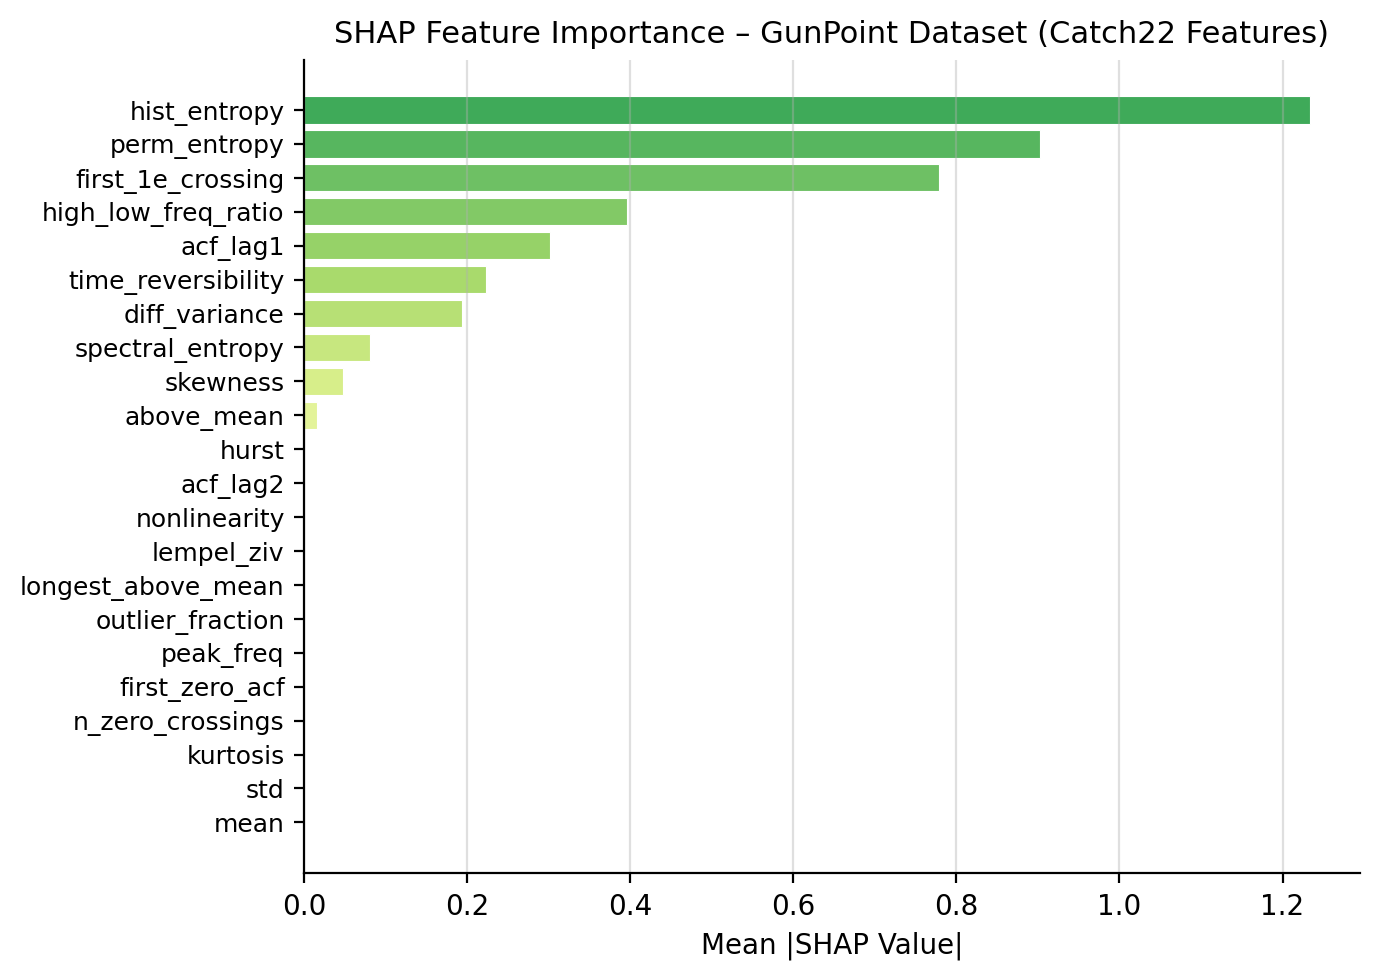 SHAP Feature Importance – GunPoint Dataset (Catch22 Features)
hist_entropy
perm_entropy
first_1e_crossing
high_low_freq_ratio
acf_lag1
time_reversibility
diff_variance
spectral_entropy
skewness
above_mean
hurst
acf_lag2
nonlinearity
lempel_ziv
longest_above_mean
outlier_fraction
peak_freq
first_zero_acf
n_zero_crossings
kurtosis
std
mean
0.0 0.2 0.4 0.6 0.8 1.0 1.2
Mean |SHAP Value|